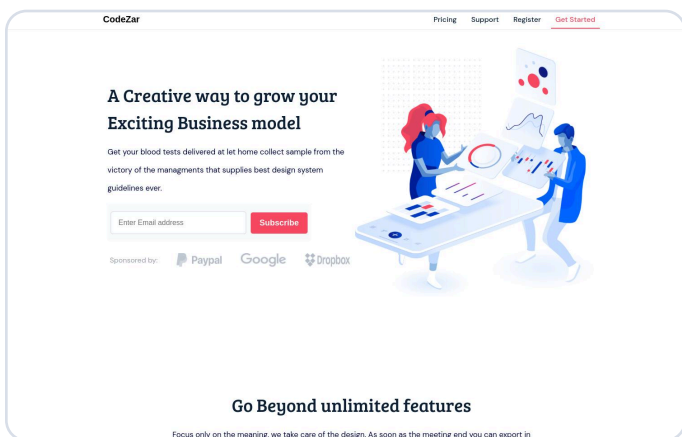 CodeZar
Pricing Support Register Get Started
A Creative way to grow your
Exciting Business model
Get your blood tests delivered at let home collect sample from the
victory of the managments that supplies best design system
guidelines ever.
Enter Email address Subscribe
Sponsored by: Paypal Google Dropbox
Go Beyond unlimited features
Focus only on the meaning, we take care of the design. As soon as the meeting end you can export in